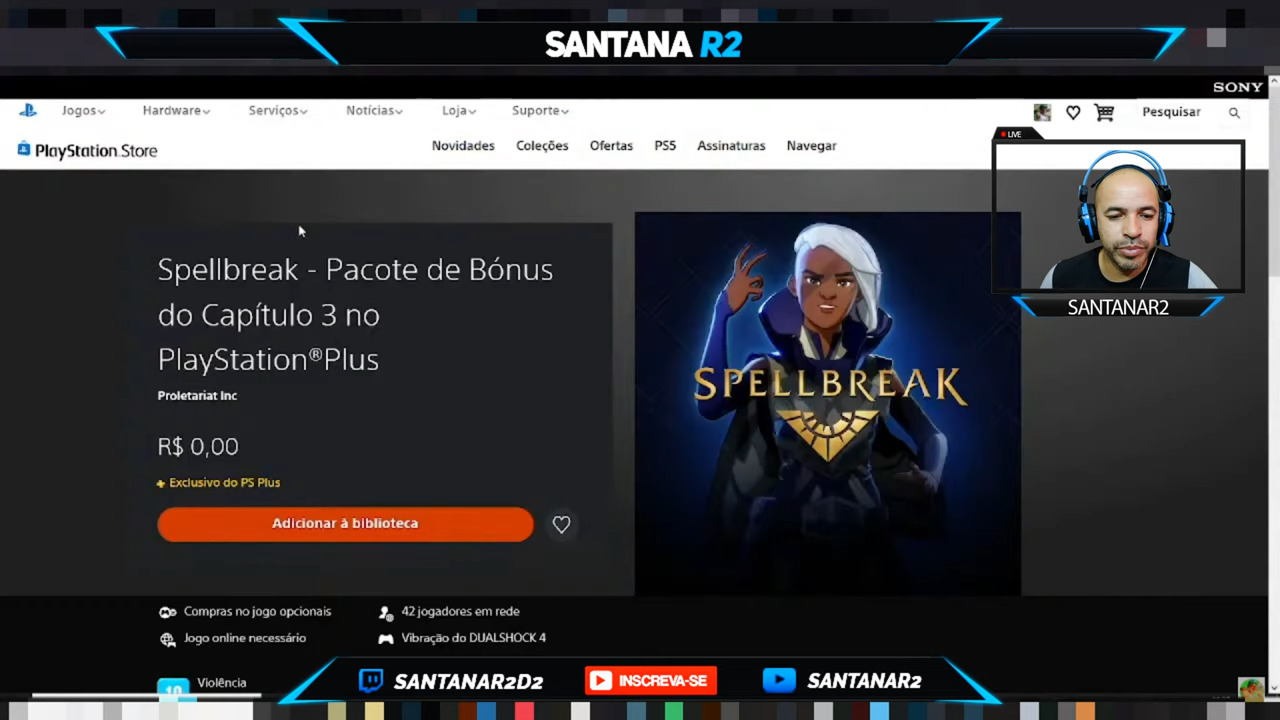 SANTANA R2
SONY
Jogos
Hardware
Serviços
Notícias
Loja
Suporte
Pesquisar
PlayStation Store
Novidades
Coleções
Ofertas
PS5
Assinaturas
Navegar
LIVE
SANTANAR2
Spellbreak - Pacote de Bónus
do Capítulo 3 no
PlayStation®Plus
Proletariat Inc
R$ 0,00
Exclusivo do PS Plus
Adicionar à biblioteca
SPELLBREAK
Compras no jogo opcionais
42 jogadores em rede
Jogo online necessário
Vibração do DUALSHOCK 4
10
Violência
SANTANAR2D2
INSCREVA-SE
SANTANAR2